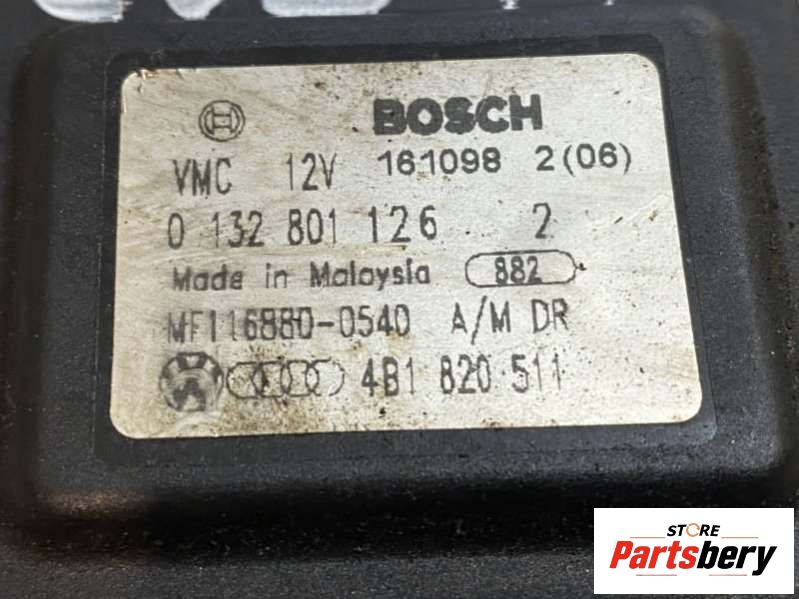 BOSCH
VMC 12V 161098 2(06)
0 132 801 126 2
Made in Malaysia 882
MF116880-0540 A/M DR
4B1 820 511
STORE
Partsbery